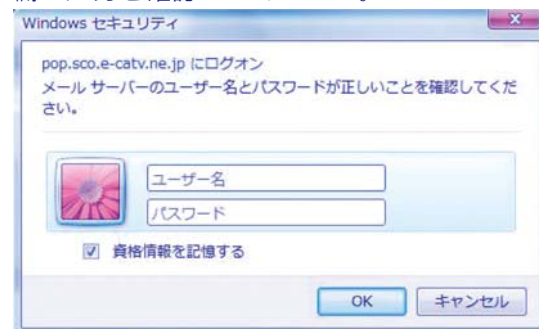 Windows セキュリティ
pop.sco.e-catv.ne.jp にログオン
メール サーバーのユーザー名とパスワードが正しいことを確認してくだ
さい。
ユーザー名
パスワード
資格情報を記憶する
OK
キャンセル